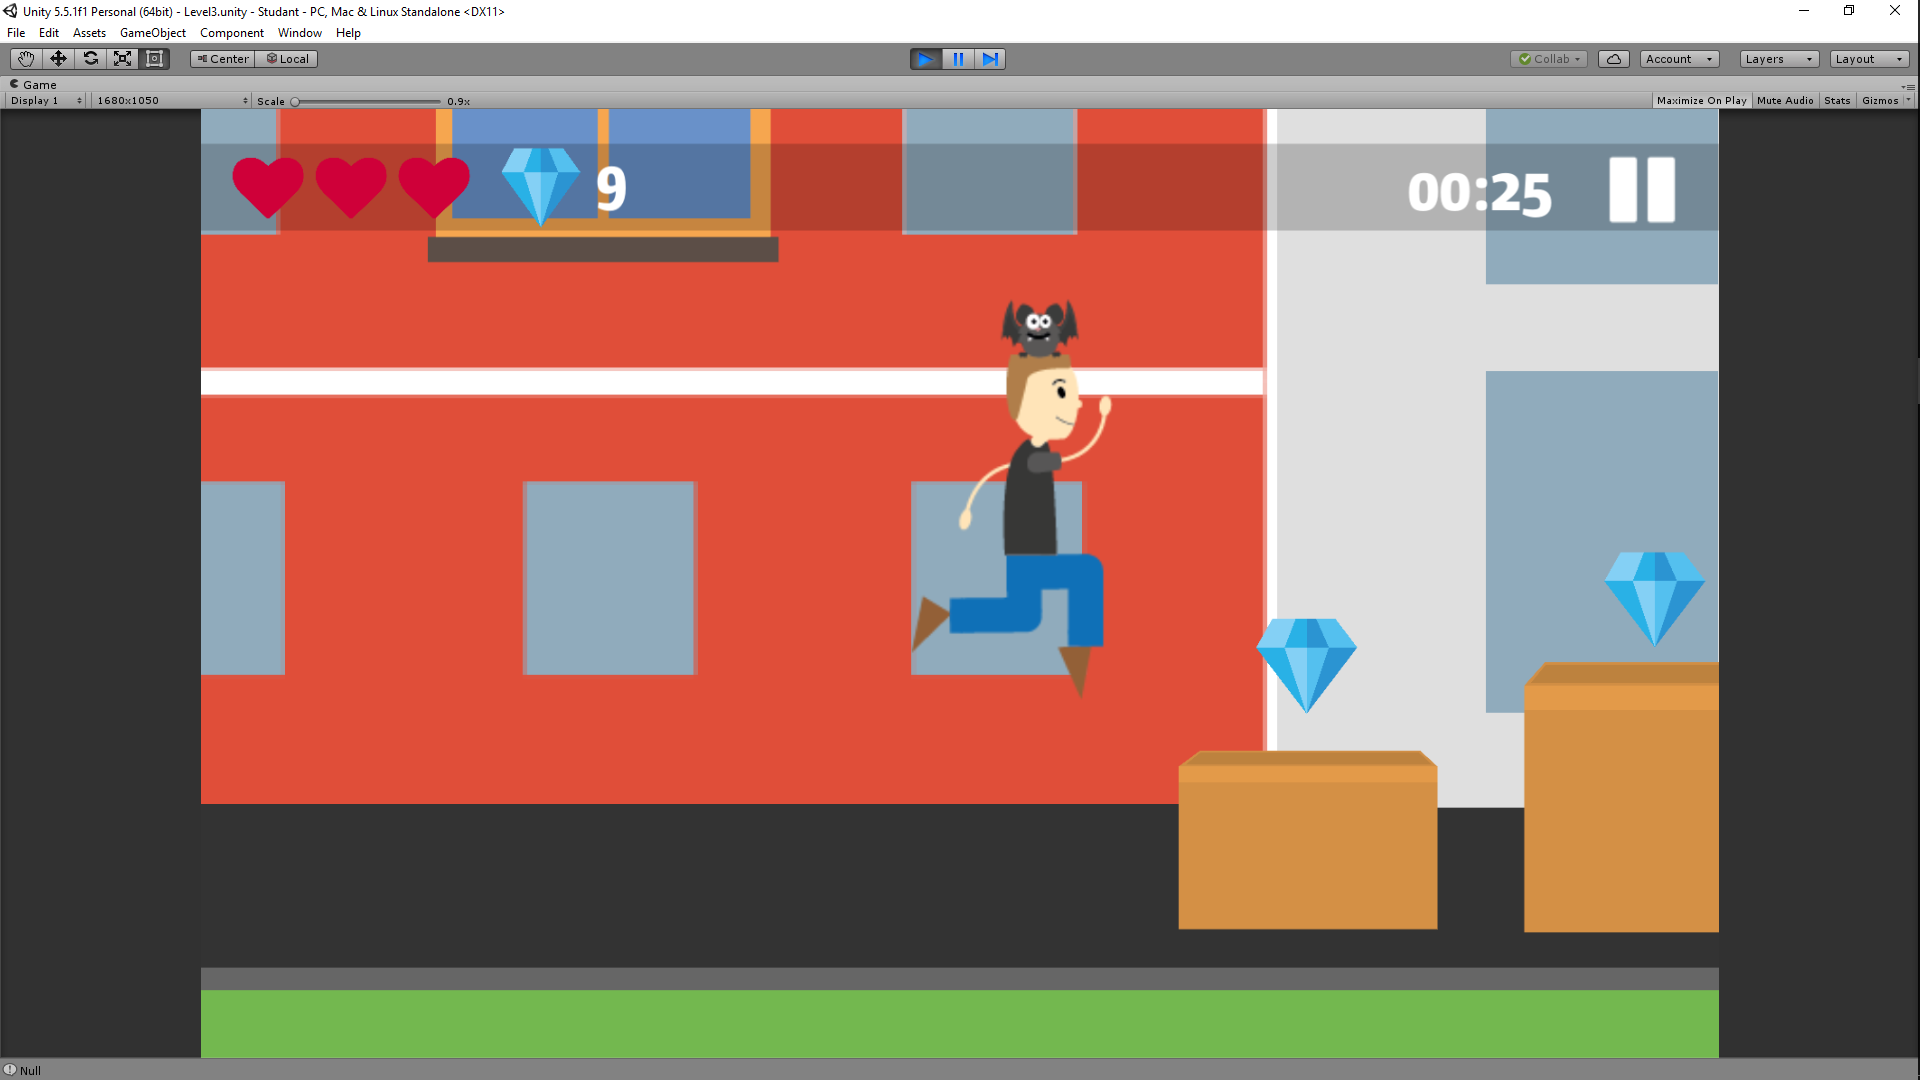 Unity 5.5.1f1 Personal (64bit) - Level3.unity - Studant - PC, Mac & Linux Standalone <DX11>
File Edit Assets GameObject Component Window Help
Center Local Collab Account Layers Layout
Game
Display 1 1680x1050 Scale 0.9x Maximize On Play Mute Audio Stats Gizmos
9 00:25
Null